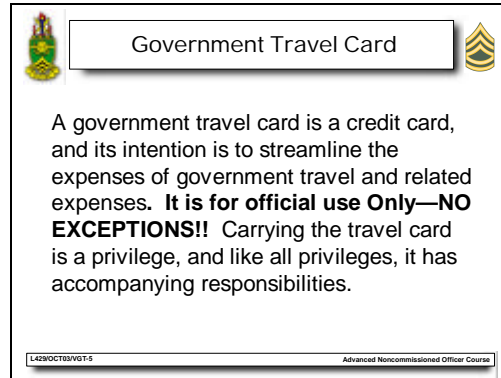 Government Travel Card
A government travel card is a credit card,
and its intention is to streamline the
expenses of government travel and related
expenses. It is for official use Only—NO
EXCEPTIONS!! Carrying the travel card
is a privilege, and like all privileges, it has
accompanying responsibilities.
L429/OCT03/VGT-5
Advanced Noncommissioned Officer Course